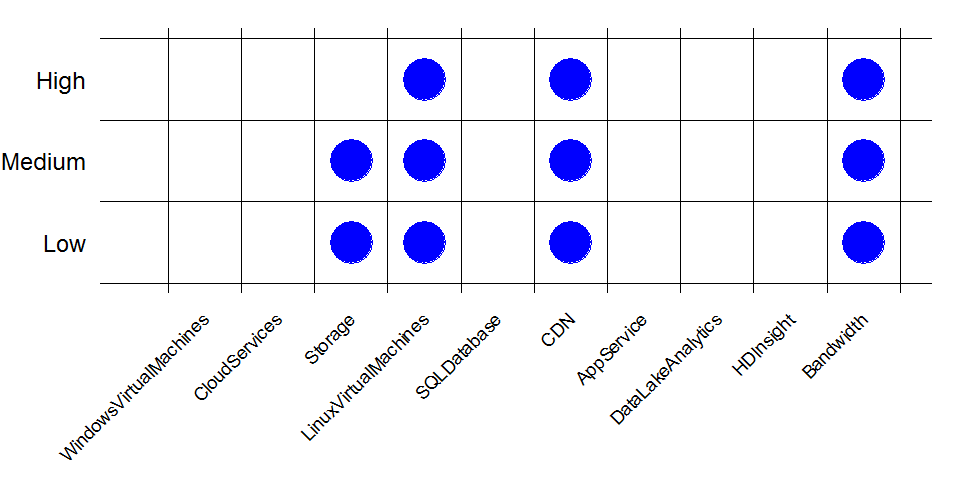 High
Medium
Low
WindowsVirtualMachines
CloudServices
Storage
LinuxVirtualMachines
SQLDatabase
CDN
AppService
DataLakeAnalytics
HDInsight
Bandwidth